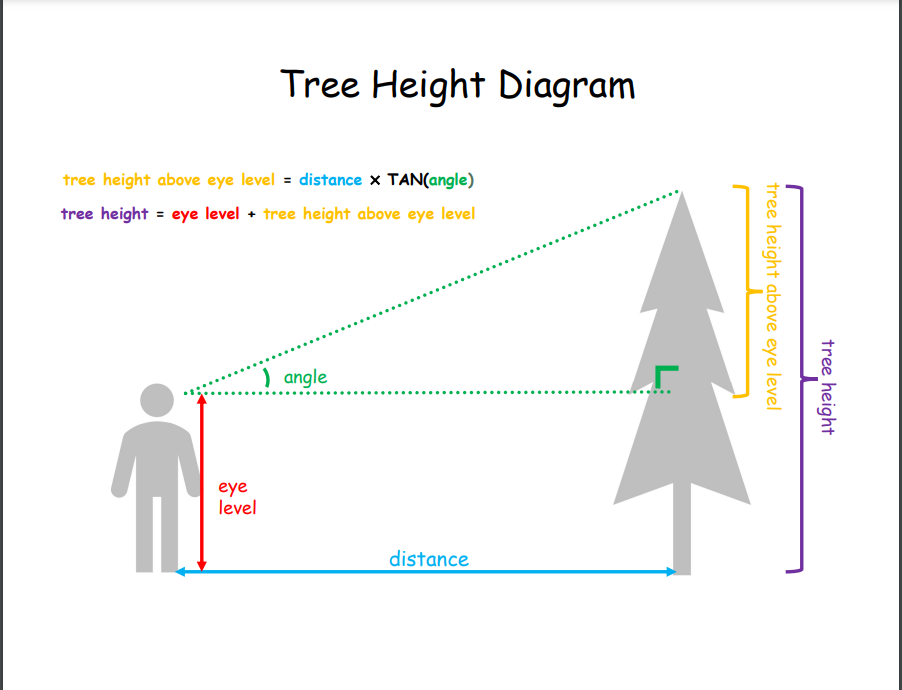 Tree Height Diagram
tree height above eye level = distance × TAN(angle)
tree height = eye level + tree height above eye level
angle
eye
level
distance
tree height above eye level
tree height